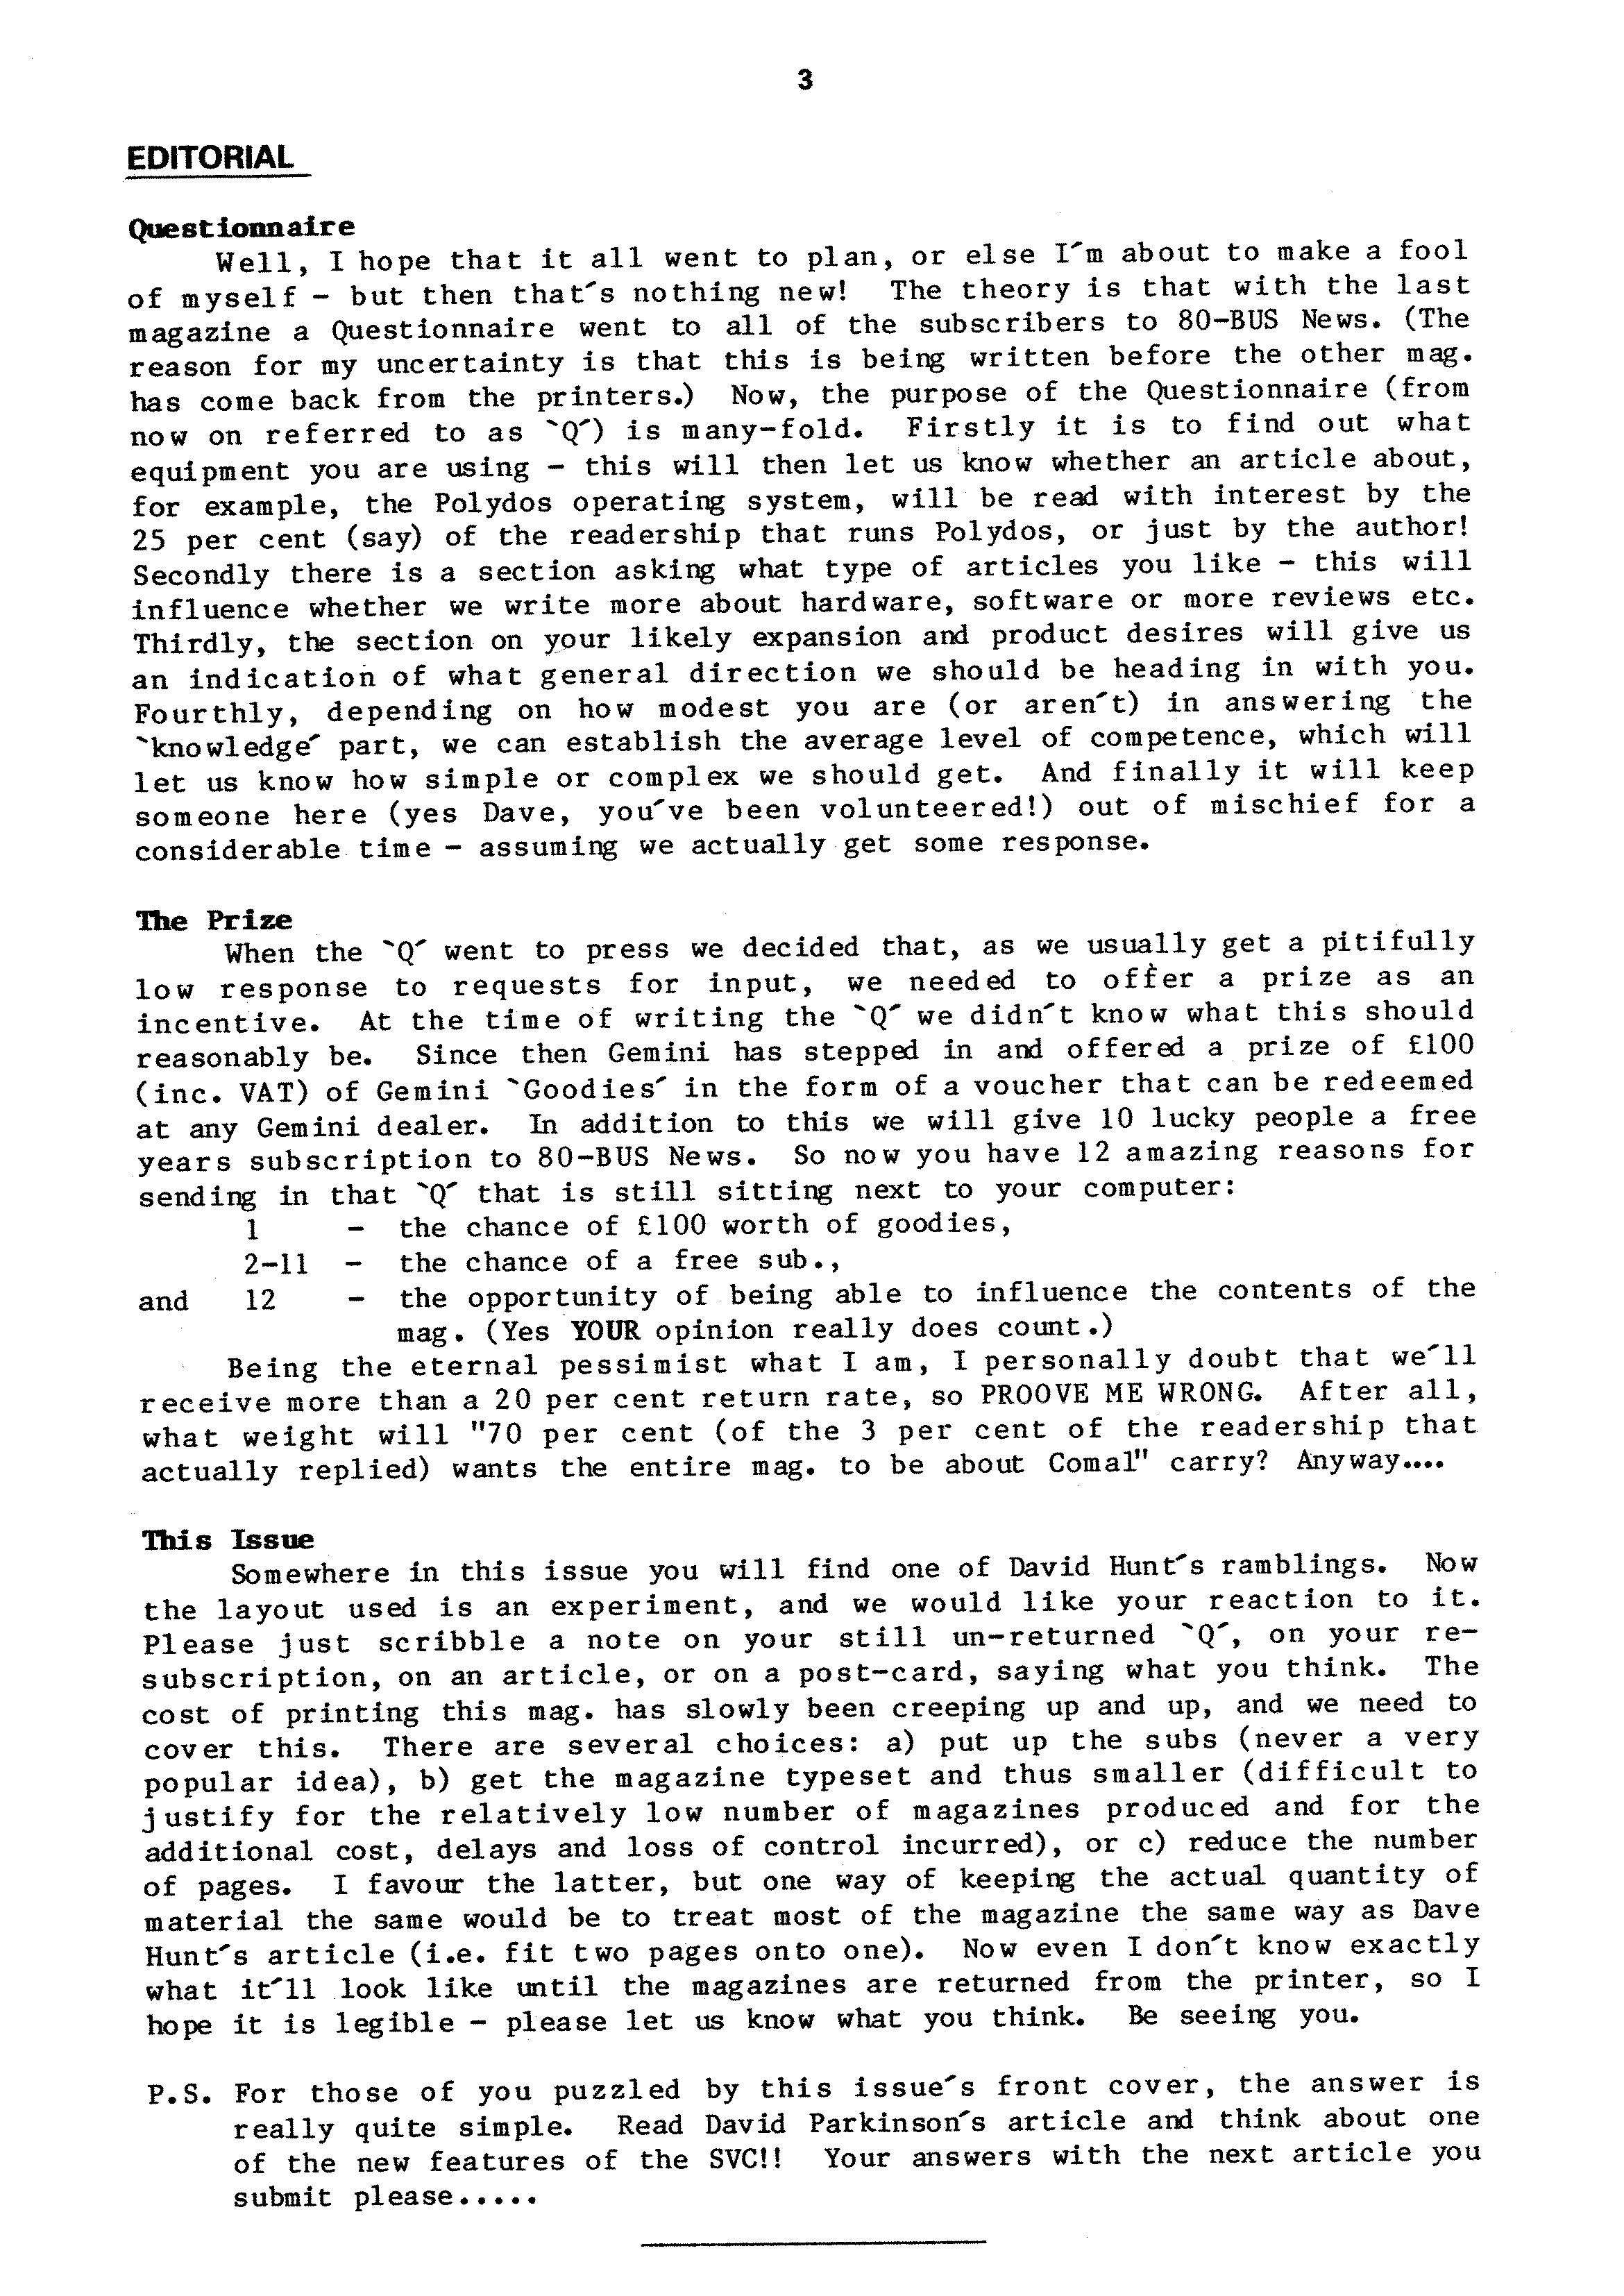 3
EDITORIAL
Questionnaire
Well, I hope that it all went to plan, or else I´m about to make a fool
of myself - but then that´s nothing new! The theory is that with the last
magazine a Questionnaire went to all of the subscribers to 80-BUS News. (The
reason for my uncertainty is that this is being written before the other mag.
has come back from the printers.) Now, the purpose of the Questionnaire (from
now on referred to as `Q´) is many-fold. Firstly it is to find out what
equipment you are using - this will then let us know whether an article about,
for example, the Polydos operating system, will be read with interest by the
25 per cent (say) of the readership that runs Polydos, or just by the author!
Secondly there is a section asking what type of articles you like - this will
influence whether we write more about hardware, software or more reviews etc.
Thirdly, the section on your likely expansion and product desires will give us
an indication of what general direction we should be heading in with you.
Fourthly, depending on how modest you are (or aren´t) in answering the
`knowledge´ part, we can establish the average level of competence, which will
let us know how simple or complex we should get. And finally it will keep
someone here (yes Dave, you´ve been volunteered!) out of mischief for a
considerable time - assuming we actually get some response.
The Prize
When the `Q´ went to press we decided that, as we usually get a pitifully
low response to requests for input, we needed to offer a prize as an
incentive. At the time of writing the `Q´ we didn´t know what this should
reasonably be. Since then Gemini has stepped in and offered a prize of £100
(inc. VAT) of Gemini `Goodies´ in the form of a voucher that can be redeemed
at any Gemini dealer. In addition to this we will give 10 lucky people a free
years subscription to 80-BUS News. So now you have 12 amazing reasons for
sending in that `Q´ that is still sitting next to your computer:
1 - the chance of £100 worth of goodies,
2-11 - the chance of a free sub.,
and 12 - the opportunity of being able to influence the contents of the
mag. (Yes YOUR opinion really does count.)
Being the eternal pessimist what I am, I personally doubt that we´ll
receive more than a 20 per cent return rate, so PROOVE ME WRONG. After all,
what weight will "70 per cent (of the 3 per cent of the readership that
actually replied) wants the entire mag. to be about Comal" carry? Anyway....
This Issue
Somewhere in this issue you will find one of David Hunt´s ramblings. Now
the layout used is an experiment, and we would like your reaction to it.
Please just scribble a note on your still un-returned `Q´, on your re-
subscription, on an article, or on a post-card, saying what you think. The
cost of printing this mag. has slowly been creeping up and up, and we need to
cover this. There are several choices: a) put up the subs (never a very
popular idea), b) get the magazine typeset and thus smaller (difficult to
justify for the relatively low number of magazines produced and for the
additional cost, delays and loss of control incurred), or c) reduce the number
of pages. I favour the latter, but one way of keeping the actual quantity of
material the same would be to treat most of the magazine the same way as Dave
Hunt´s article (i.e. fit two pages onto one). Now even I don´t know exactly
what it´ll look like until the magazines are returned from the printer, so I
hope it is legible - please let us know what you think. Be seeing you.
P.S. For those of you puzzled by this issue´s front cover, the answer is
really quite simple. Read David Parkinson´s article and think about one
of the new features of the SVC!! Your answers with the next article you
submit please.....